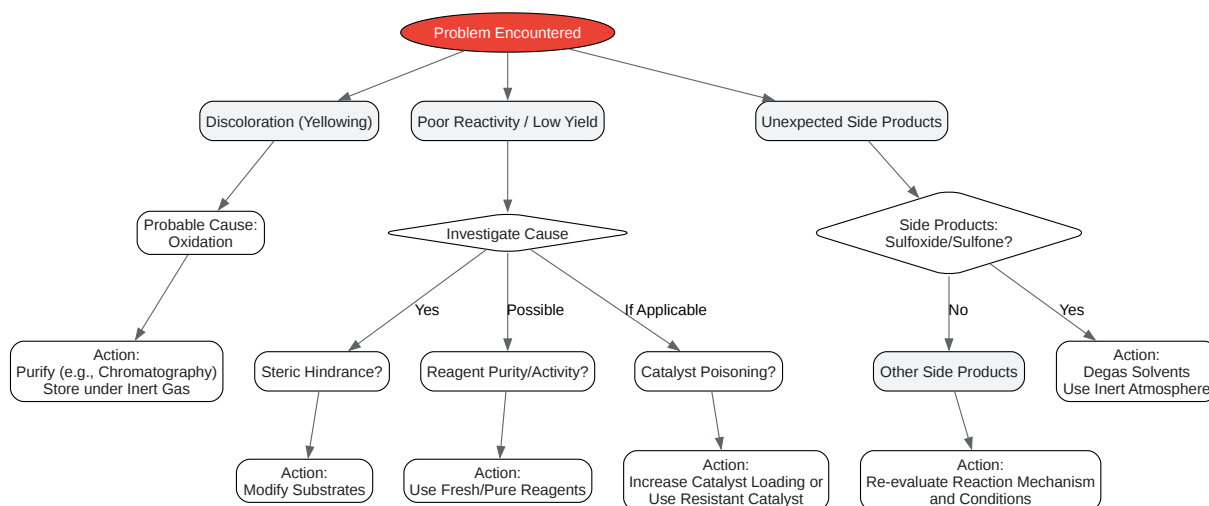 Problem Encountered
Discoloration (Yellowing)
Poor Reactivity / Low Yield
Unexpected Side Products
Probable Cause:
Oxidation
Investigate Cause
Side Products:
Sulfoxide/Sulfone?
Yes
Possible
If Applicable
No
Yes
Action:
Purify (e.g., Chromatography)
Store under Inert Gas
Steric Hindrance?
Reagent Purity/Activity?
Catalyst Poisoning?
Other Side Products
Action:
Degas Solvents
Use Inert Atmosphere
Action:
Modify Substrates
Action:
Use Fresh/Pure Reagents
Action:
Increase Catalyst Loading or
Use Resistant Catalyst
Action:
Re-evaluate Reaction Mechanism
and Conditions